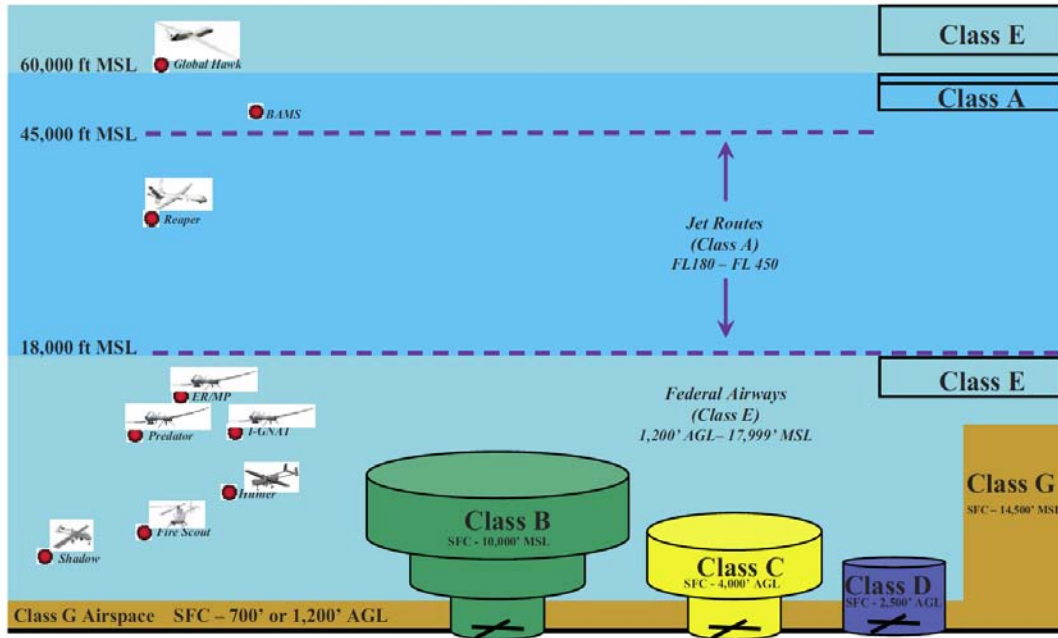 Class E
60,000 ft MSL
Global Hawk
Class A
BAMS
45,000 ft MSL
Reaper
Jet Routes
(Class A)
FL180 – FL 450
18,000 ft MSL
Class E
ER/MP
Federal Airways
(Class E)
1,200' AGL– 17,999' MSL
Predator
I-GNAT
Hunter
Class G
SFC – 14,500' MSL
Class B
SFC - 10,000' MSL
Fire Scout
Shadow
Class C
SFC - 4,000' AGL
Class D
SFC - 2,500' AGL
Class G Airspace SFC – 700' or 1,200' AGL